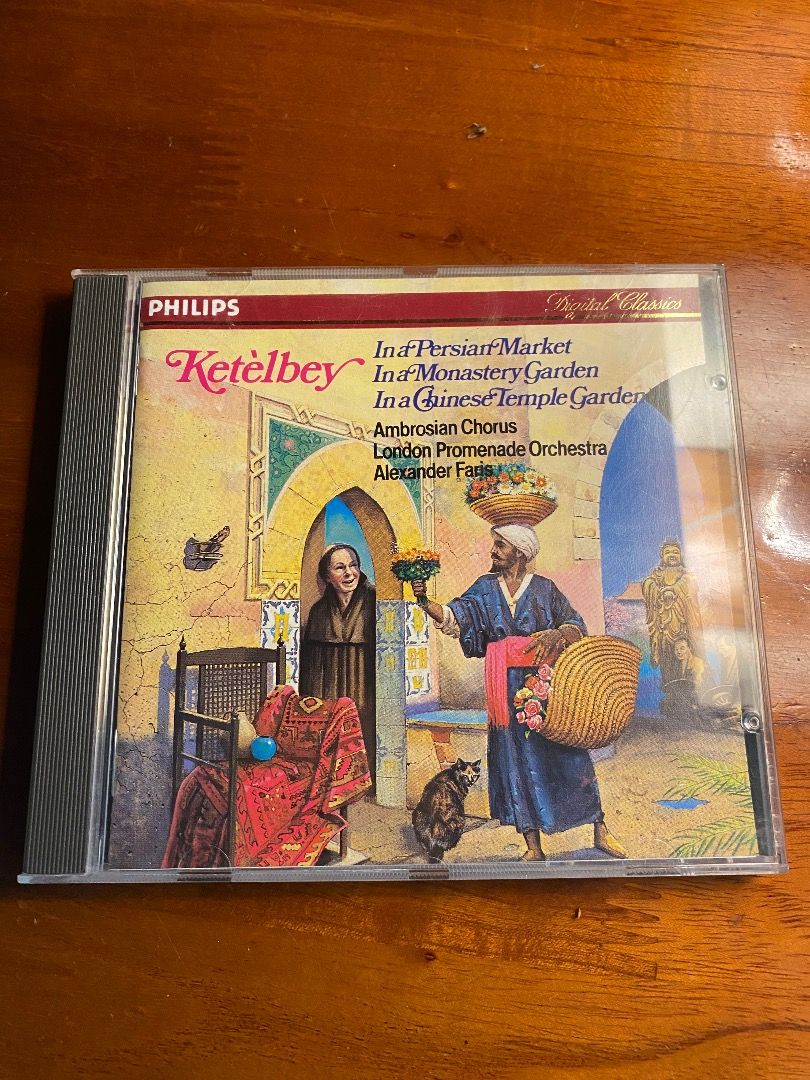 PHILIPS
Digital Classics
Ketèlbey
In a Persian Market
In a Monastery Garden
In a Chinese Temple Garden
Ambrosian Chorus
London Promenade Orchestra
Alexander Faris